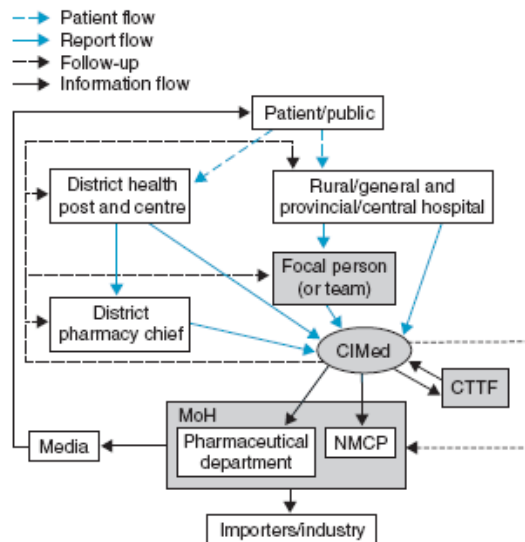 Patient flow
Report flow
Follow-up
Information flow
Patient/public
District health
post and centre
Rural/general and
provincial/central hospital
Focal person
(or team)
District
pharmacy chief
CIMed
CTTF
MoH
Pharmaceutical
department
NMCP
Media
Importers/industry